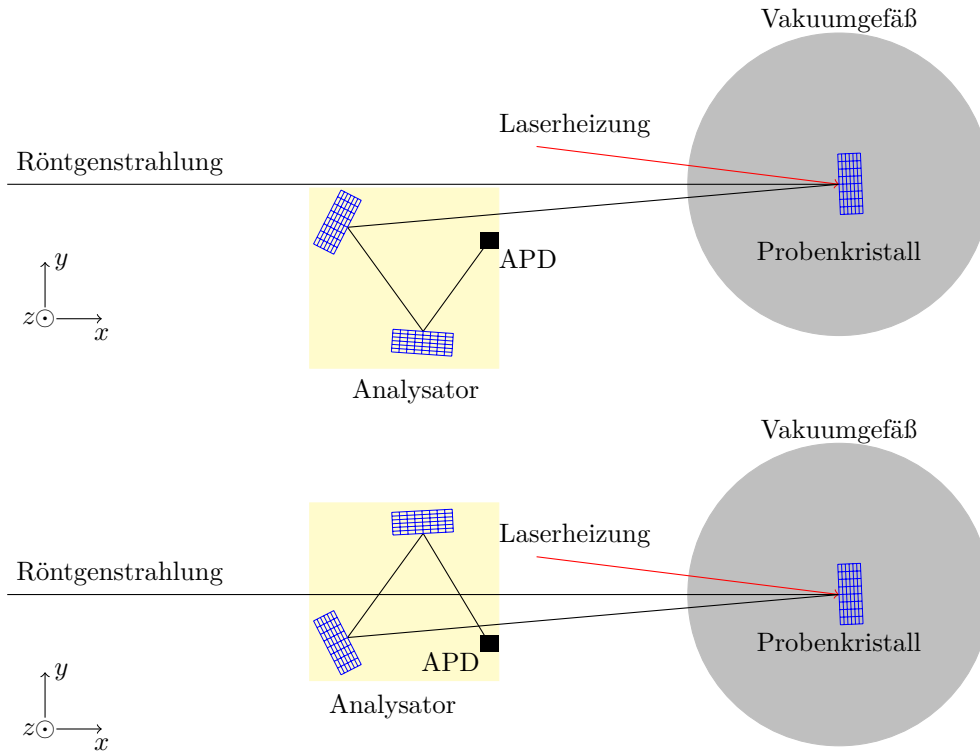 Vakuumgefäß
Laserheizung
Röntgenstrahlung
APD
Probenkristall
y
z
x
Analysator
Vakuumgefäß
Laserheizung
Röntgenstrahlung
Probenkristall
APD
y
Analysator
z
x